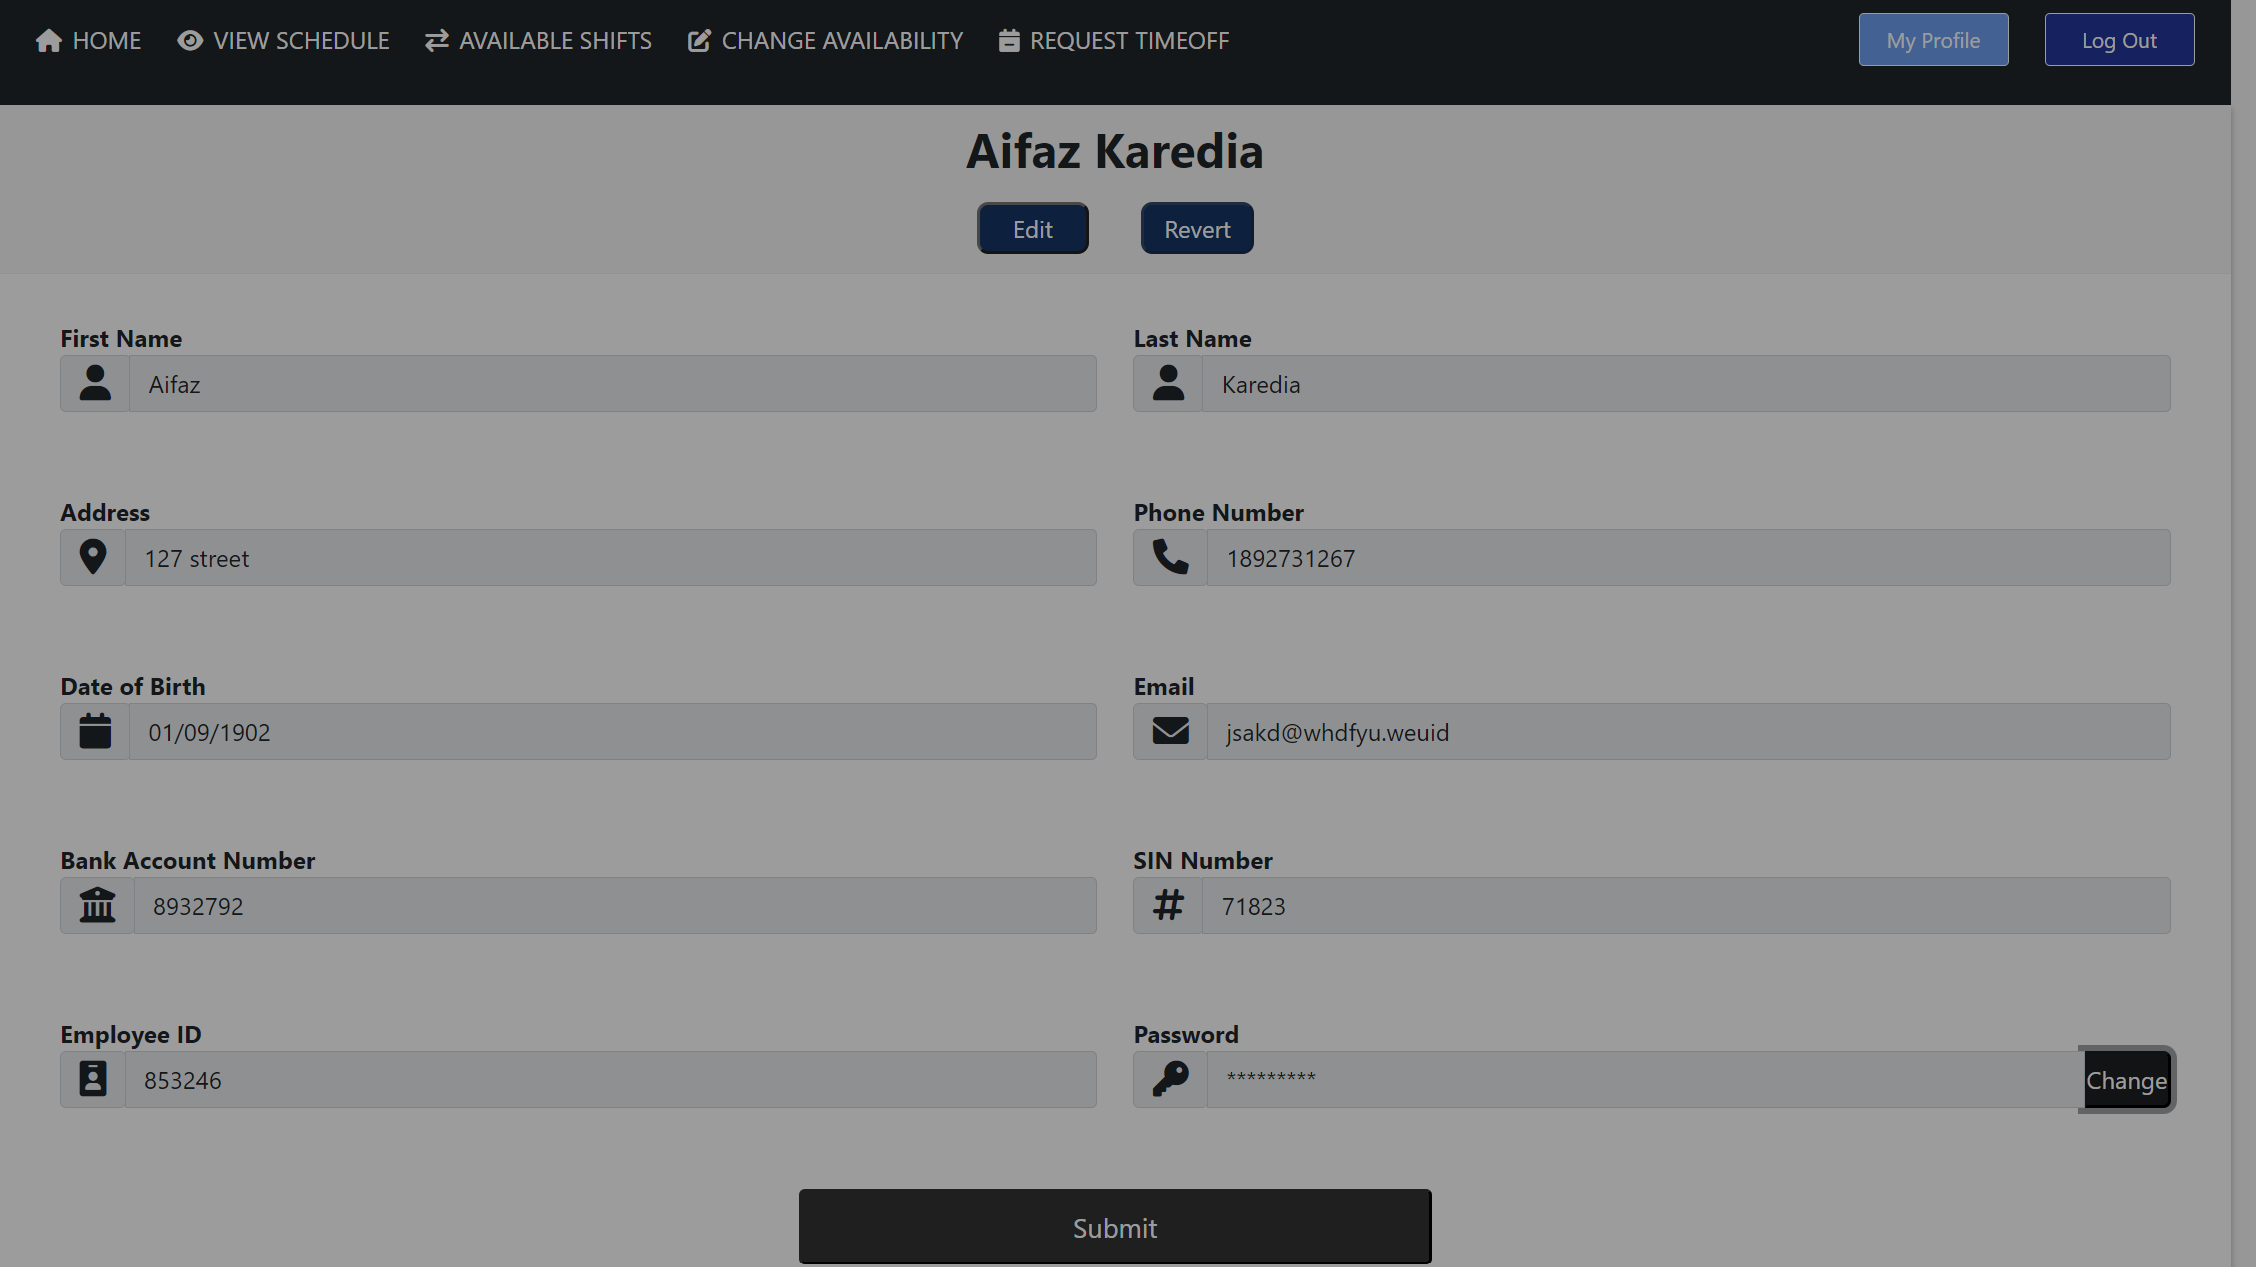 HOME VIEW SCHEDULE AVAILABLE SHIFTS CHANGE AVAILABILITY REQUEST TIMEOFF My Profile Log Out
Aifaz Karedia
Edit Revert
First Name Last Name
Aifaz Karedia
Address Phone Number
127 street 1892731267
Date of Birth Email
01/09/1902 jsakd@whdfyu.weuid
Bank Account Number SIN Number
8932792 71823
Employee ID Password
853246 ********* Change
Submit